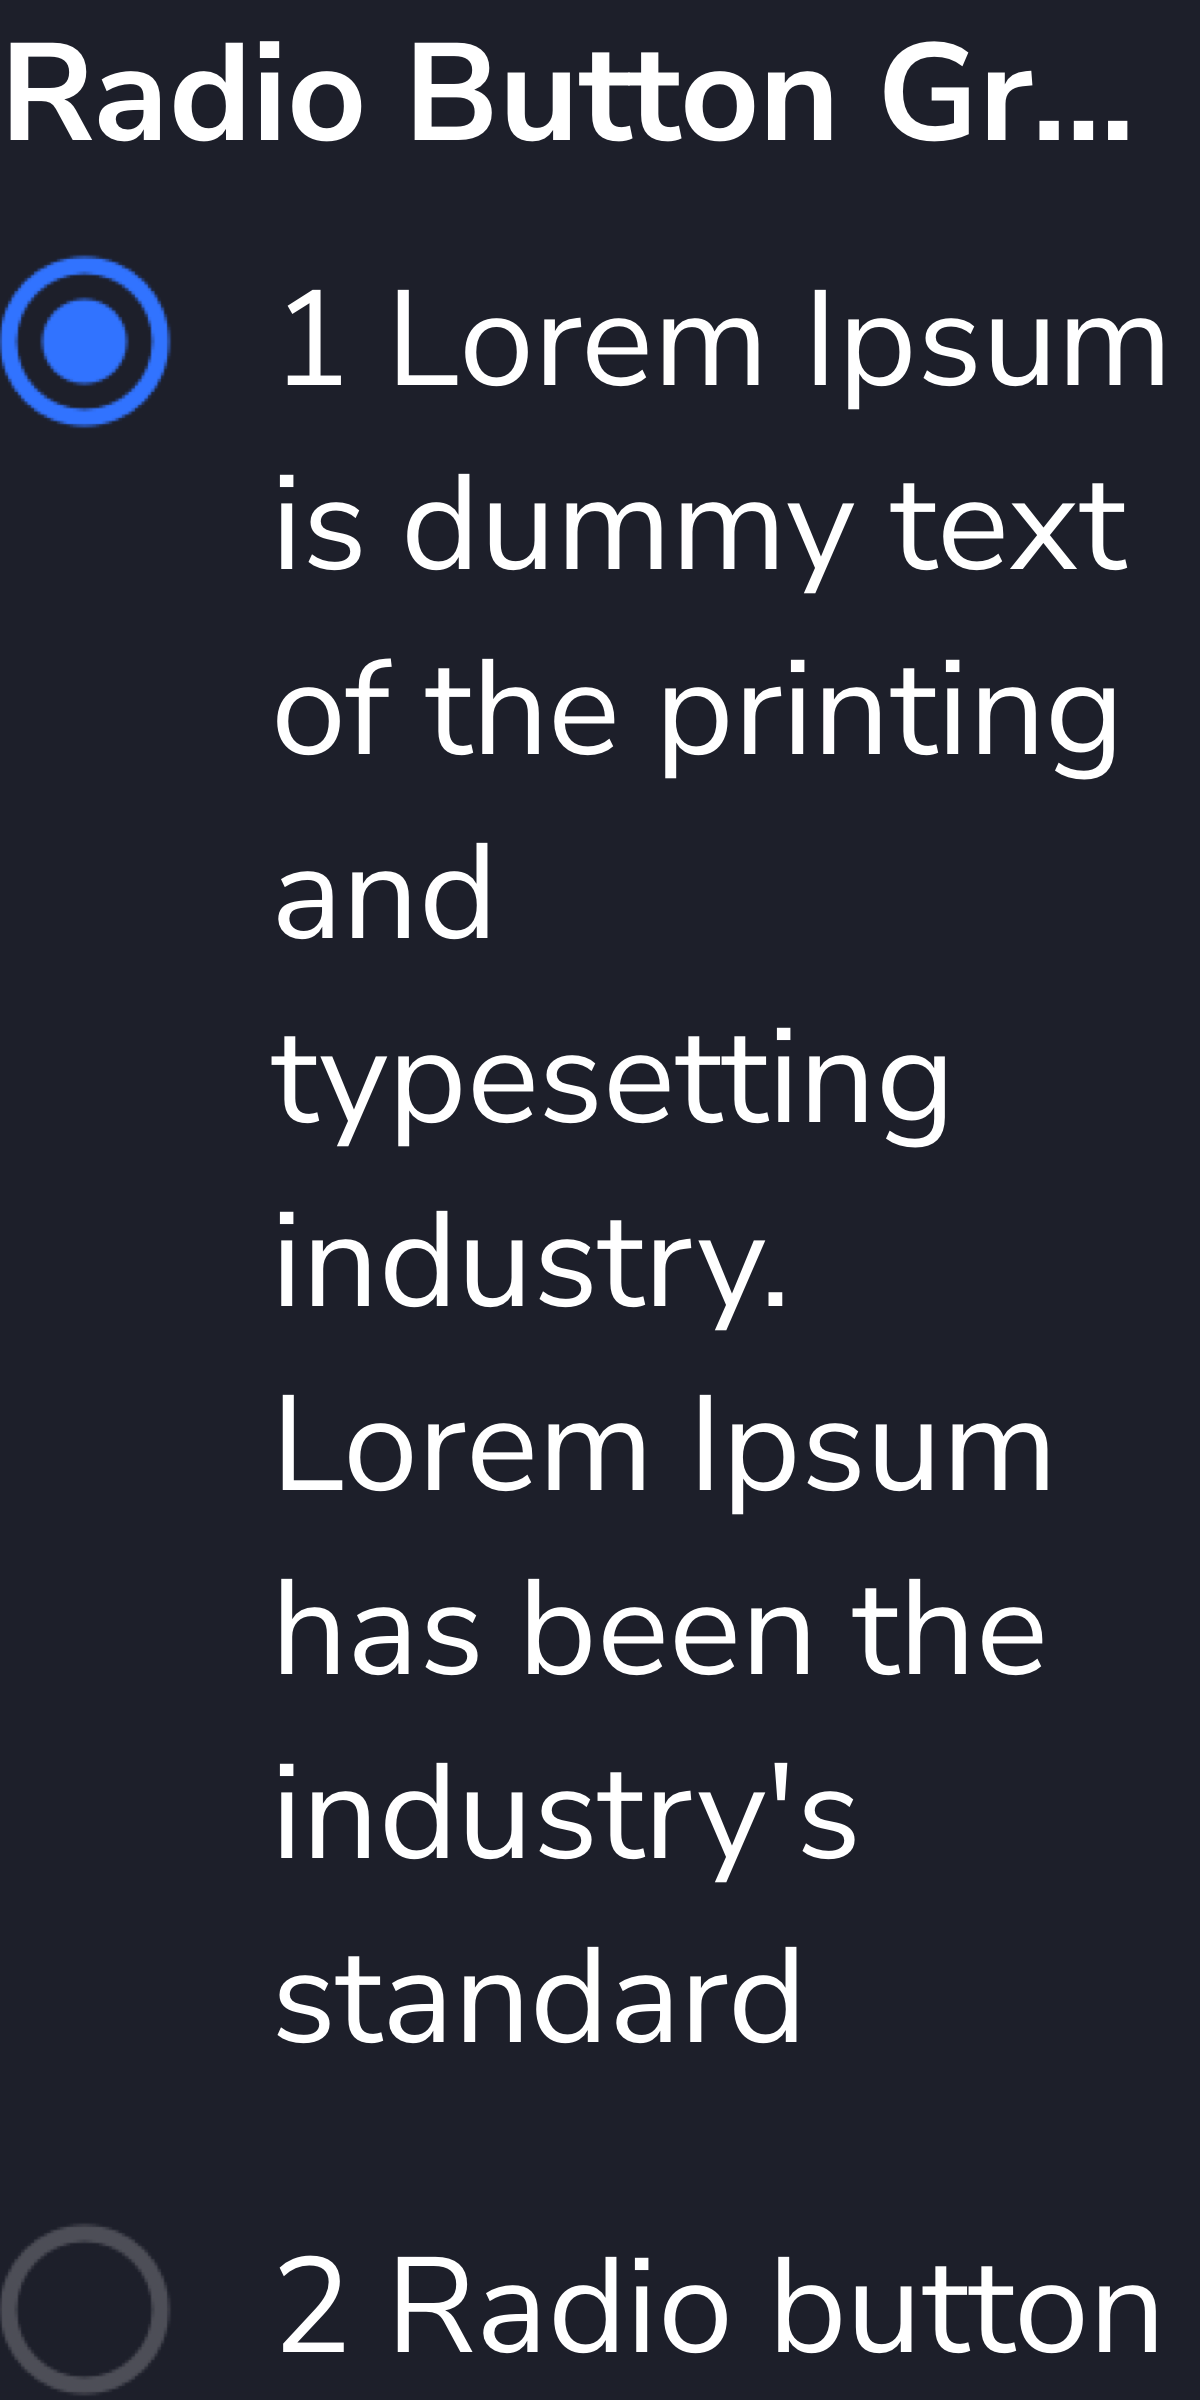 Radio Button Gr...
1 Lorem Ipsum
is dummy text
of the printing
and
typesetting
industry.
Lorem Ipsum
has been the
industry's
standard
2 Radio button